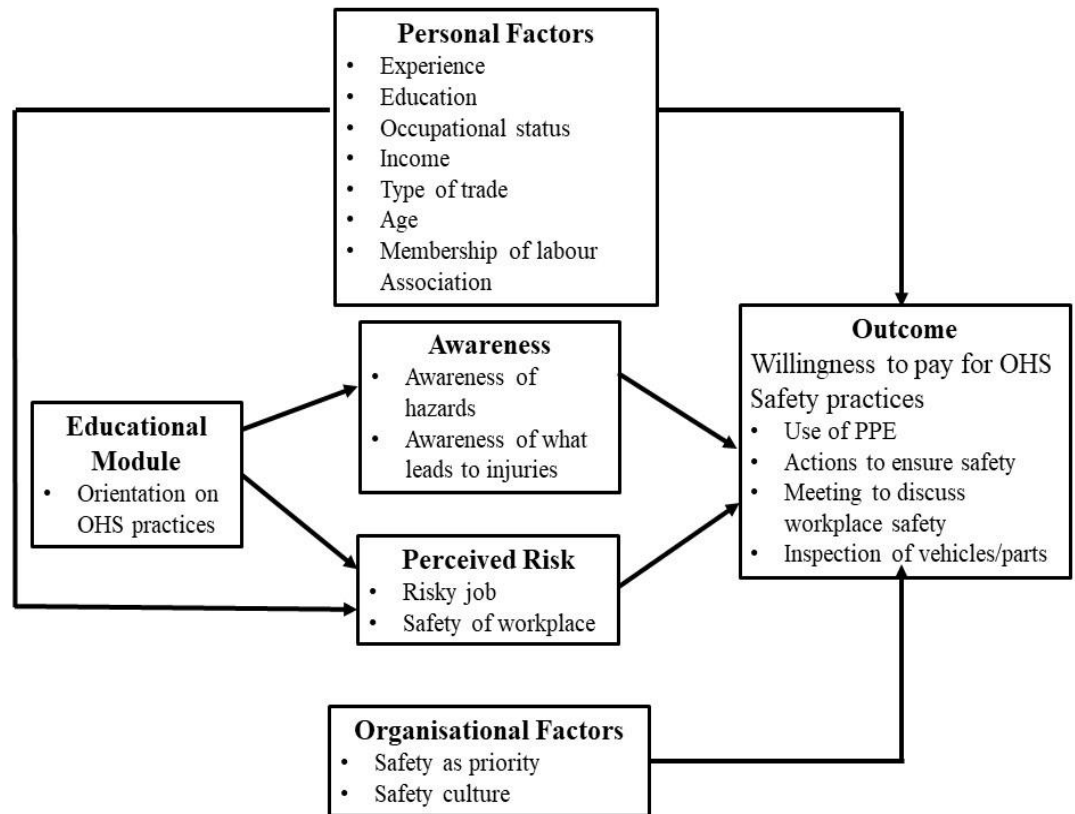 Personal Factors
• Experience
• Education
• Occupational status
• Income
• Type of trade
• Age
• Membership of labour
Association
Awareness
• Awareness of
hazards
• Awareness of what
leads to injuries
Educational
Module
• Orientation on
OHS practices
Perceived Risk
• Risky job
• Safety of workplace
Outcome
Willingness to pay for OHS
Safety practices
• Use of PPE
• Actions to ensure safety
• Meeting to discuss
workplace safety
• Inspection of vehicles/parts
Organisational Factors
• Safety as priority
• Safety culture